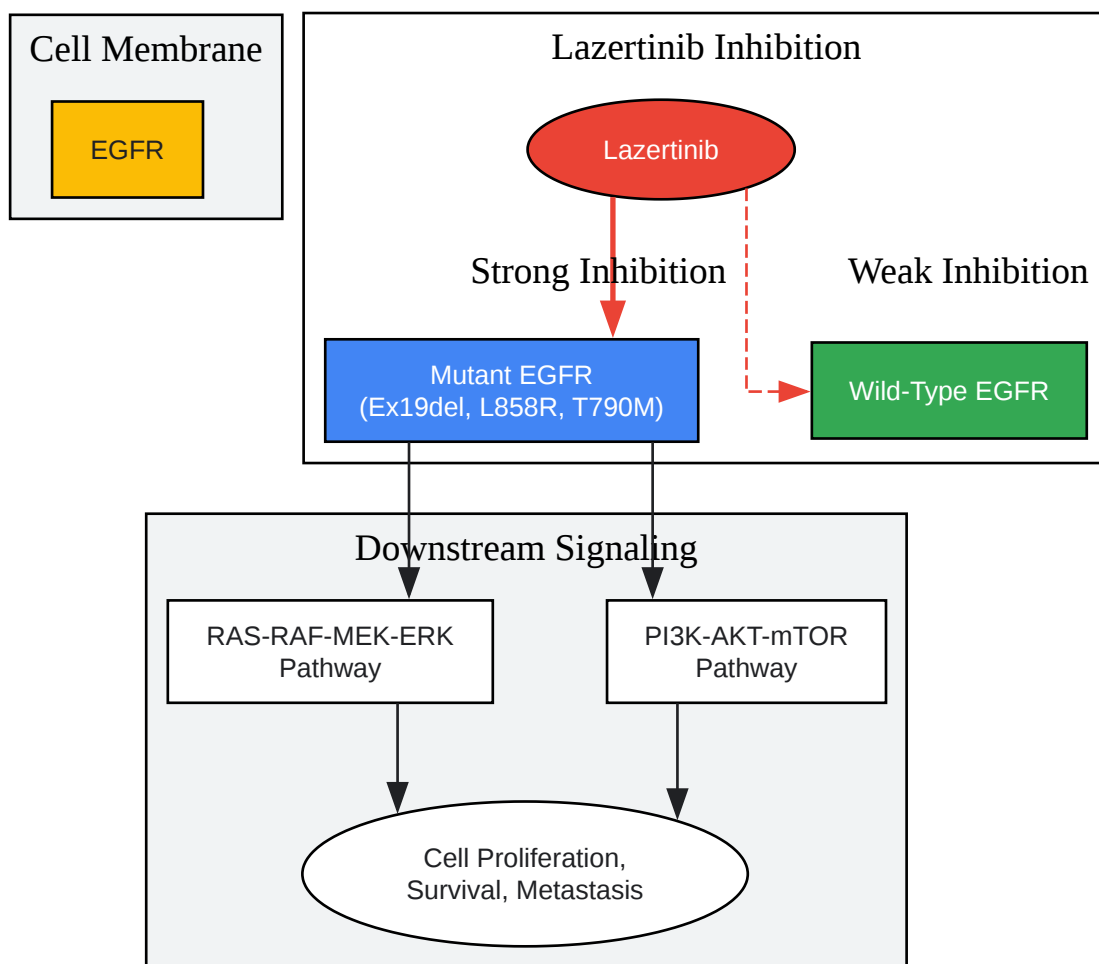 Cell Membrane
EGFR
Lazertinib Inhibition
Lazertinib
Strong Inhibition
Weak Inhibition
Mutant EGFR
(Ex19del, L858R, T790M)
Wild-Type EGFR
Downstream Signaling
RAS-RAF-MEK-ERK
Pathway
PI3K-AKT-mTOR
Pathway
Cell Proliferation,
Survival, Metastasis